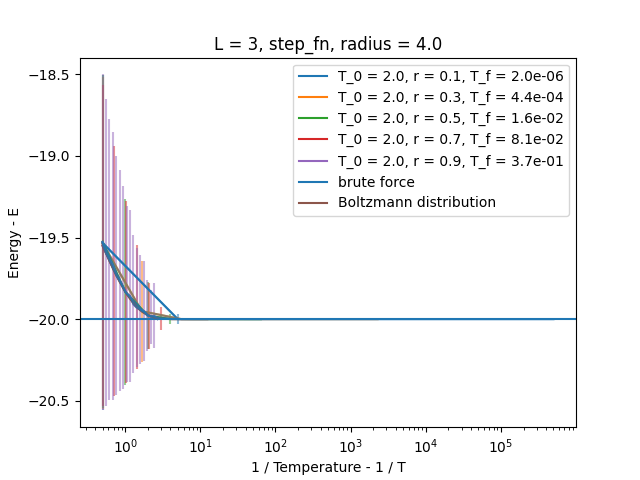 L = 3, step_fn, radius = 4.0
T_0 = 2.0, r = 0.1, T_f = 2.0e-06
T_0 = 2.0, r = 0.3, T_f = 4.4e-04
T_0 = 2.0, r = 0.5, T_f = 1.6e-02
T_0 = 2.0, r = 0.7, T_f = 8.1e-02
T_0 = 2.0, r = 0.9, T_f = 3.7e-01
brute force
Boltzmann distribution
Energy - E
−18.5
−19.0
−19.5
−20.0
−20.5
10⁰ 10¹ 10² 10³ 10⁴ 10⁵
1 / Temperature - 1 / T